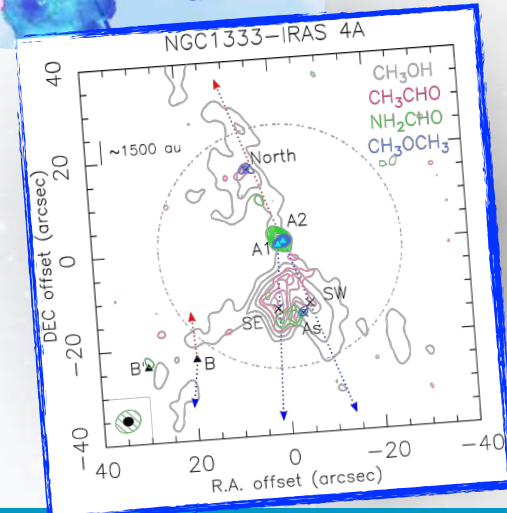 NGC1333-IRAS 4A
CH₃OH
CH₃CHO
NH₂CHO
CH₃OCH₃
~1500 au
North
A2
A1
SW
SE
As
B'
B
40
20
0
-20
-40
DEC offset (arcsec)
40
20
0
-20
-40
R.A. offset (arcsec)